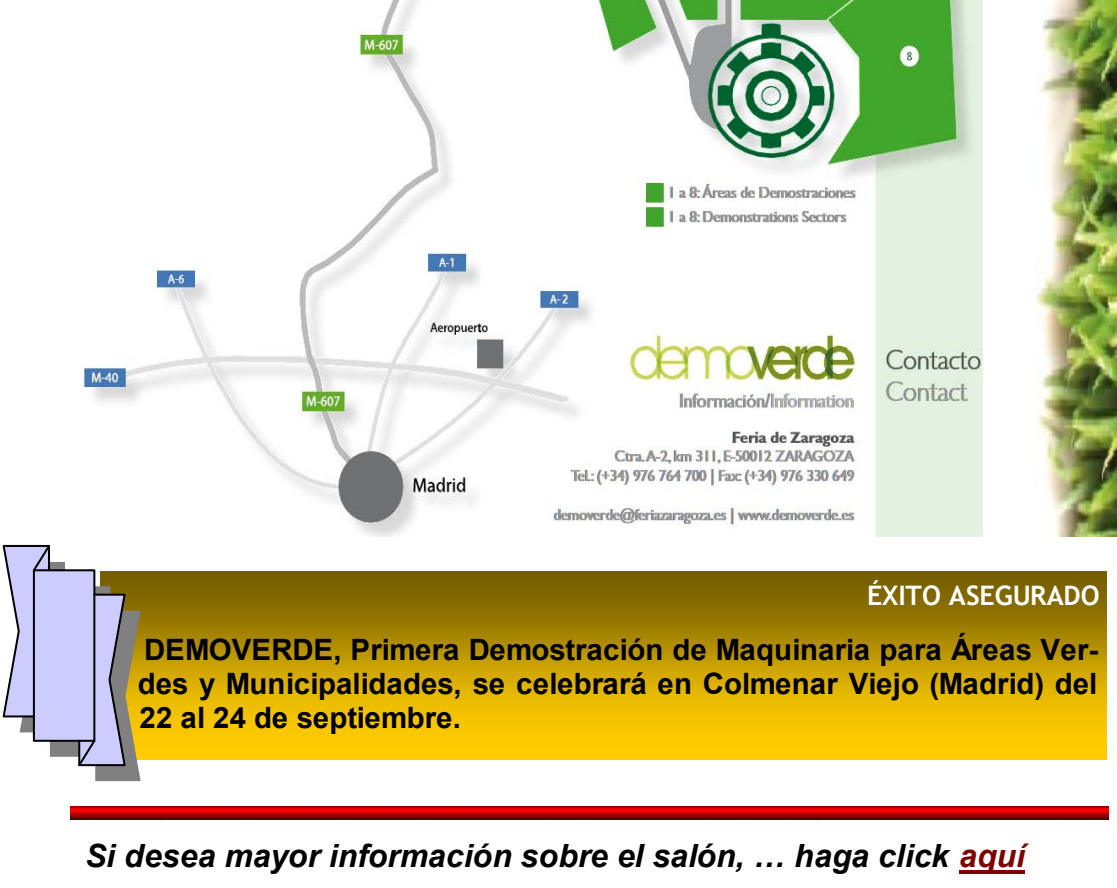 M-607
8
1 a 8: Áreas de Demostraciones
1 a 8: Demonstrations Sectors
A-1
A-6
A-2
Aeropuerto
M-40
M-607
Madrid
demoverde
Información/Information
Contacto
Contact
Feria de Zaragoza
Ctra. A-2, km 311, E-50012 ZARAGOZA
Tel.: (+34) 976 764 700 | Fax: (+34) 976 330 649
demoverde@feriazaragoza.es | www.demoverde.es
ÉXITO ASEGURADO
DEMOVERDE, Primera Demostración de Maquinaria para Áreas Ver-
des y Municipalidades, se celebrará en Colmenar Viejo (Madrid) del
22 al 24 de septiembre.
Si desea mayor información sobre el salón, … haga click aquí